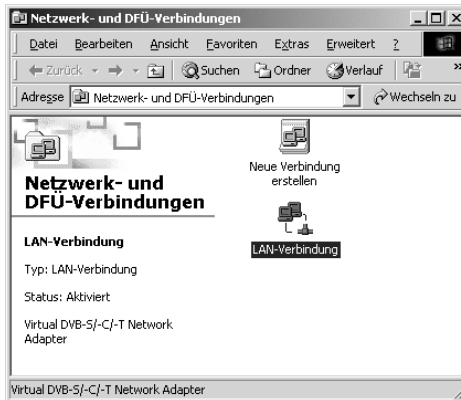 Netzwerk- und DFÜ-Verbindungen
Datei Bearbeiten Ansicht Favoriten Extras Erweitert ?
Zurück Suchen Ordner Verlauf »
Adresse Netzwerk- und DFÜ-Verbindungen Wechseln zu
Netzwerk- und
DFÜ-Verbindungen
LAN-Verbindung
Typ: LAN-Verbindung
Status: Aktiviert
Virtual DVB-S/-C/-T Network
Adapter
Neue Verbindung
erstellen
LAN-Verbindung
Virtual DVB-S/-C/-T Network Adapter